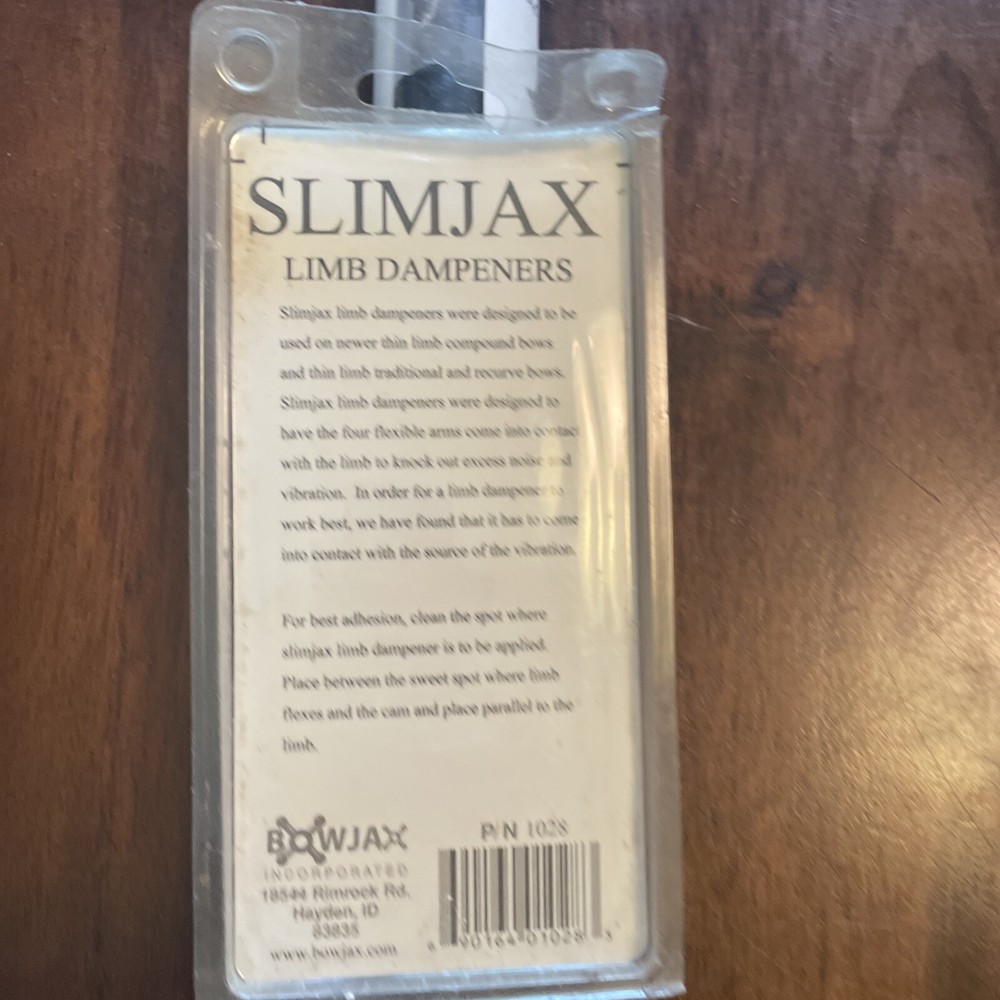 SLIMJAX
LIMB DAMPENERS
Slimjax limb dampeners were designed to be
used on newer thin limb compound bows
and thin limb traditional and recurve bows.
Slimjax limb dampeners were designed to
have the four flexible arms come into contact
with the limb to knock out excess noise and
vibration. In order for a limb dampener to
work best, we have found that it has to come
into contact with the source of the vibration.
For best adhesion, clean the spot where
slimjax limb dampener is to be applied.
Place between the sweet spot where limb
flexes and the cam and place parallel to the
limb.
BOWJAX
INCORPORATED
18544 Rimrock Rd.
Hayden, ID
83835
www.bowjax.com
P/N 1028
6 90164 01028 3